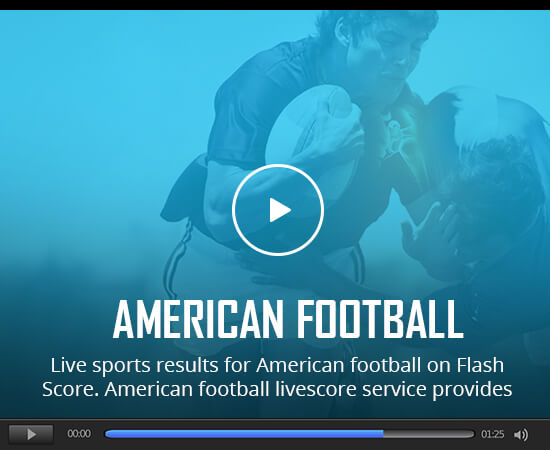 AMERICAN FOOTBALL
Live sports results for American football on Flash
Score. American football livescore service provides
00:00 01:25